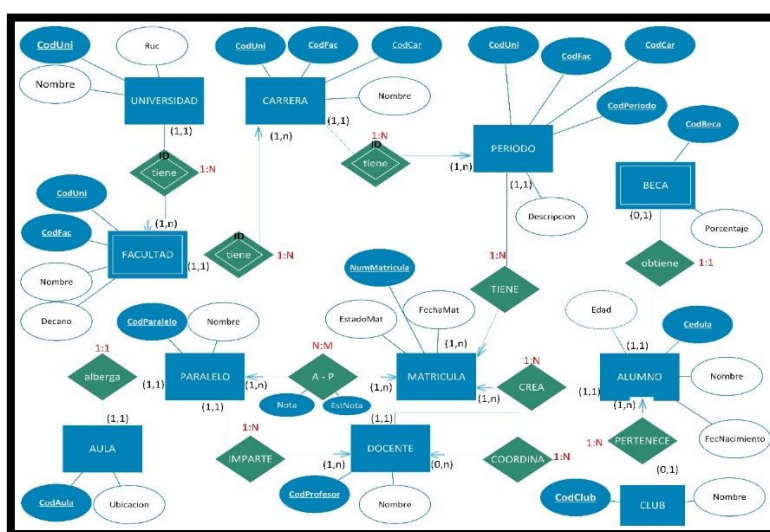 CodUni
Ruc
Nombre
UNIVERSIDAD
(1,1)
ID
tiene
1:N
(1,n)
CodUni
CodFac
FACULTAD
Nombre
Decano
(1,1)
CodUni
CodFac
CodCar
CARRERA
Nombre
(1,n)
(1,1)
ID
tiene
1:N
1:N
ID
tiene
(1,n)
CodUni
CodFac
CodCar
CodPeriodo
PERIODO
(1,1)
Descripcion
1:N
TIENE
(1,n)
CodBeca
BECA
(0,1)
Porcentaje
obtiene
1:1
(1,1)
NumMatricula
EstadoMat
FechaMat
MATRICULA
(1,n)
(1,n)
CodParalelo
Nombre
1:1
alberga
(1,1)
PARALELO
(1,n)
(1,1)
N:M
A - P
Nota
EstNota
1:N
CREA
Edad
Cedula
ALUMNO
Nombre
FecNacimiento
(1,1)
(1,n)
1:N
PERTENECE
(0,1)
CodClub
CLUB
Nombre
(1,1)
AULA
CodAula
Ubicacion
1:N
IMPARTE
(1,n)
(1,1)
DOCENTE
(0,n)
COORDINA
1:N
CodProfesor
Nombre